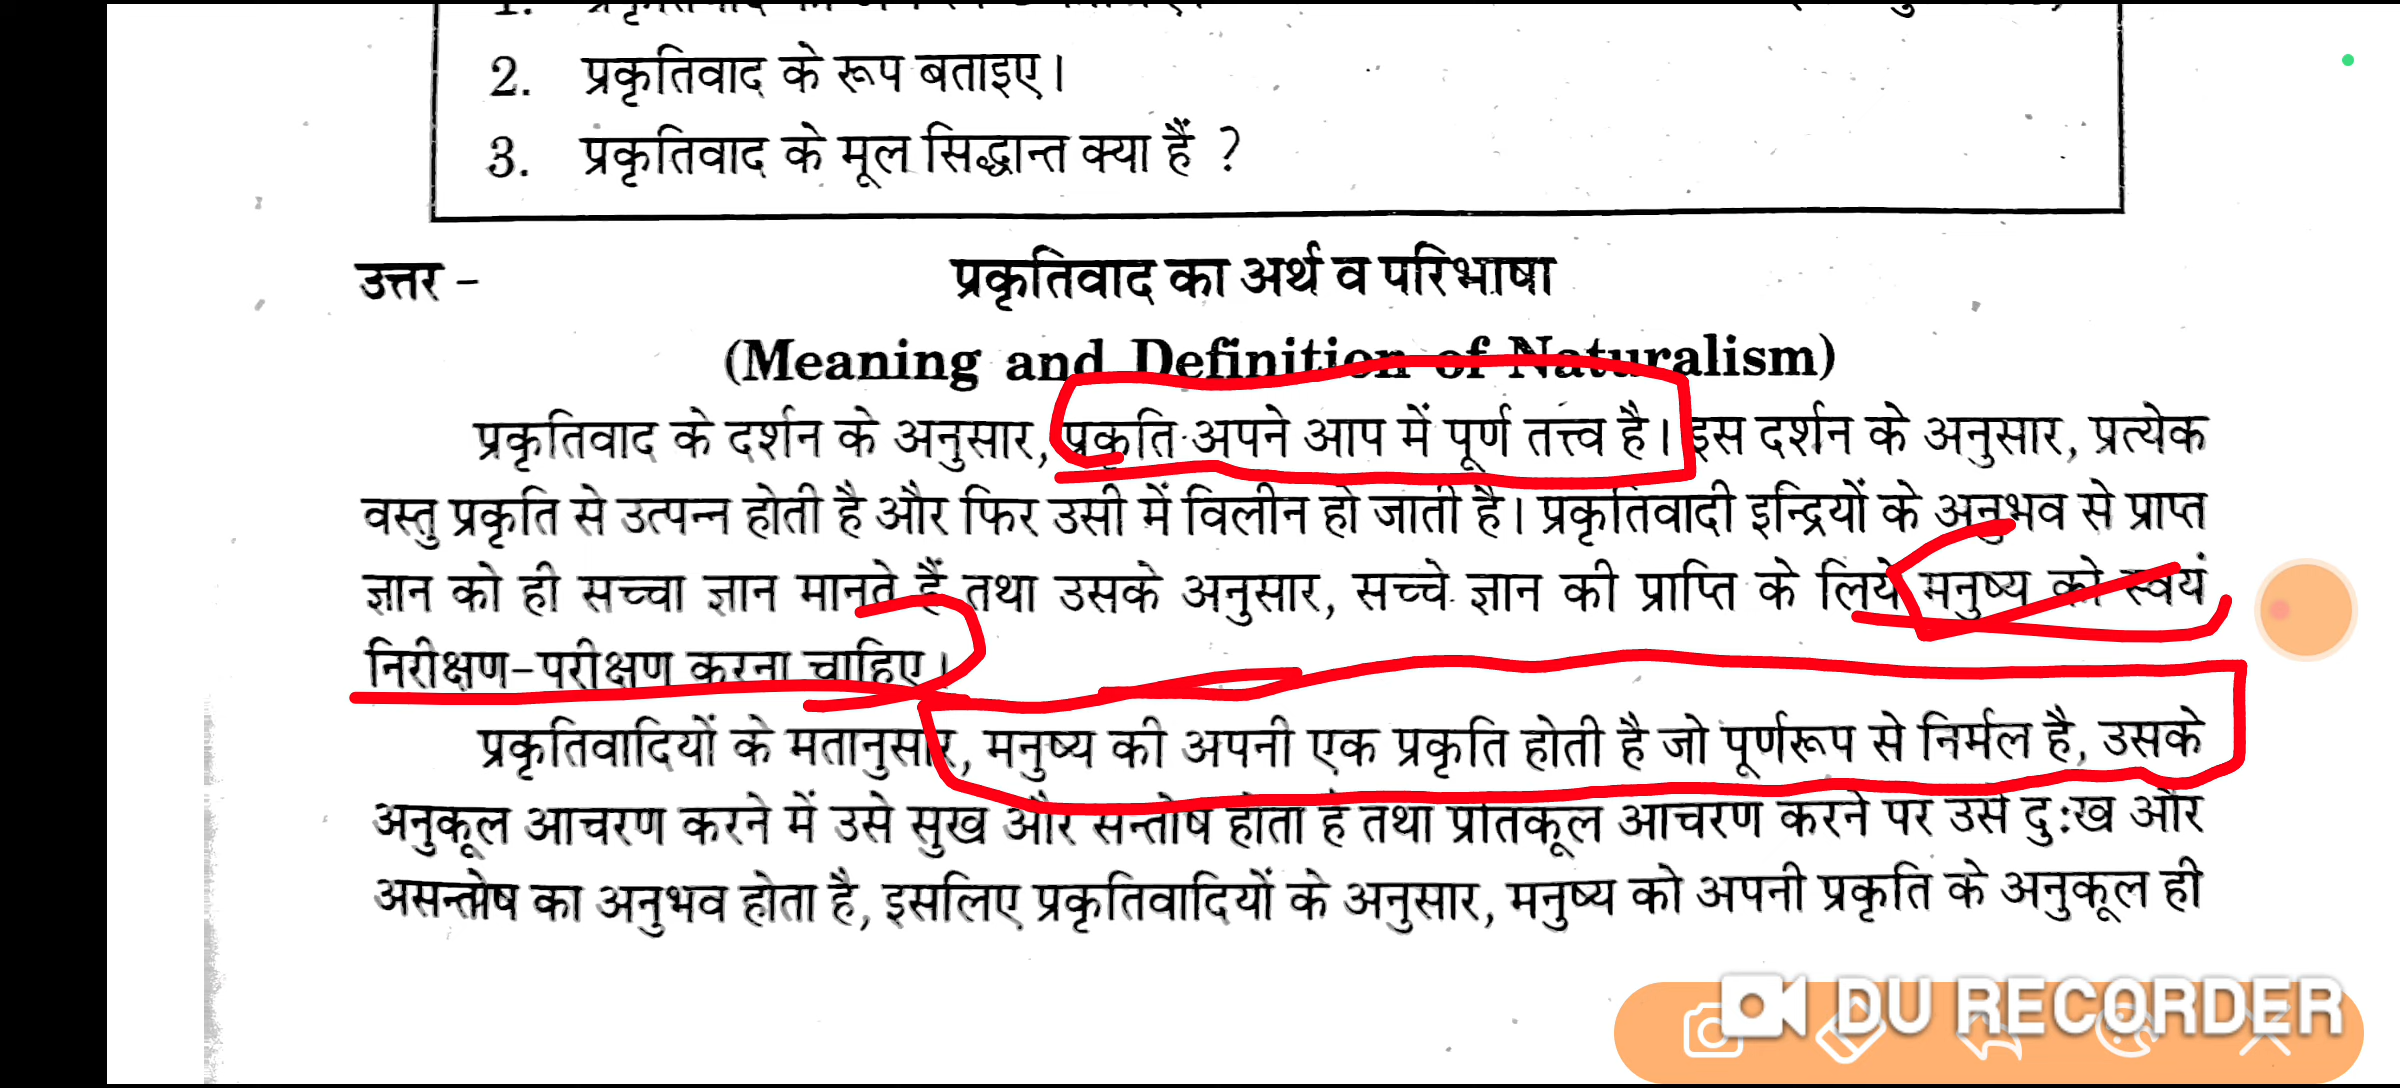 2. प्रकृतिवाद के रूप बताइए।
3. प्रकृतिवाद के मूल सिद्धान्त क्या हैं ?
उत्तर – प्रकृतिवाद का अर्थ व परिभाषा
(Meaning and Definition of Naturalism)
प्रकृतिवाद के दर्शन के अनुसार, प्रकृति अपने आप में पूर्ण तत्त्व है। इस दर्शन के अनुसार, प्रत्येक
वस्तु प्रकृति से उत्पन्न होती है और फिर उसी में विलीन हो जाती है। प्रकृतिवादी इन्द्रियों के अनुभव से प्राप्त
ज्ञान को ही सच्चा ज्ञान मानते हैं तथा उसके अनुसार, सच्चे ज्ञान की प्राप्ति के लिये मनुष्य को स्वयं
निरीक्षण-परीक्षण करना चाहिए।
प्रकृतिवादियों के मतानुसार, मनुष्य की अपनी एक प्रकृति होती है जो पूर्णरूप से निर्मल है, उसके
अनुकूल आचरण करने में उसे सुख और सन्तोष होता है तथा प्रतिकूल आचरण करने पर उसे दुःख और
असन्तोष का अनुभव होता है, इसलिए प्रकृतिवादियों के अनुसार, मनुष्य को अपनी प्रकृति के अनुकूल ही
DU RECORDER